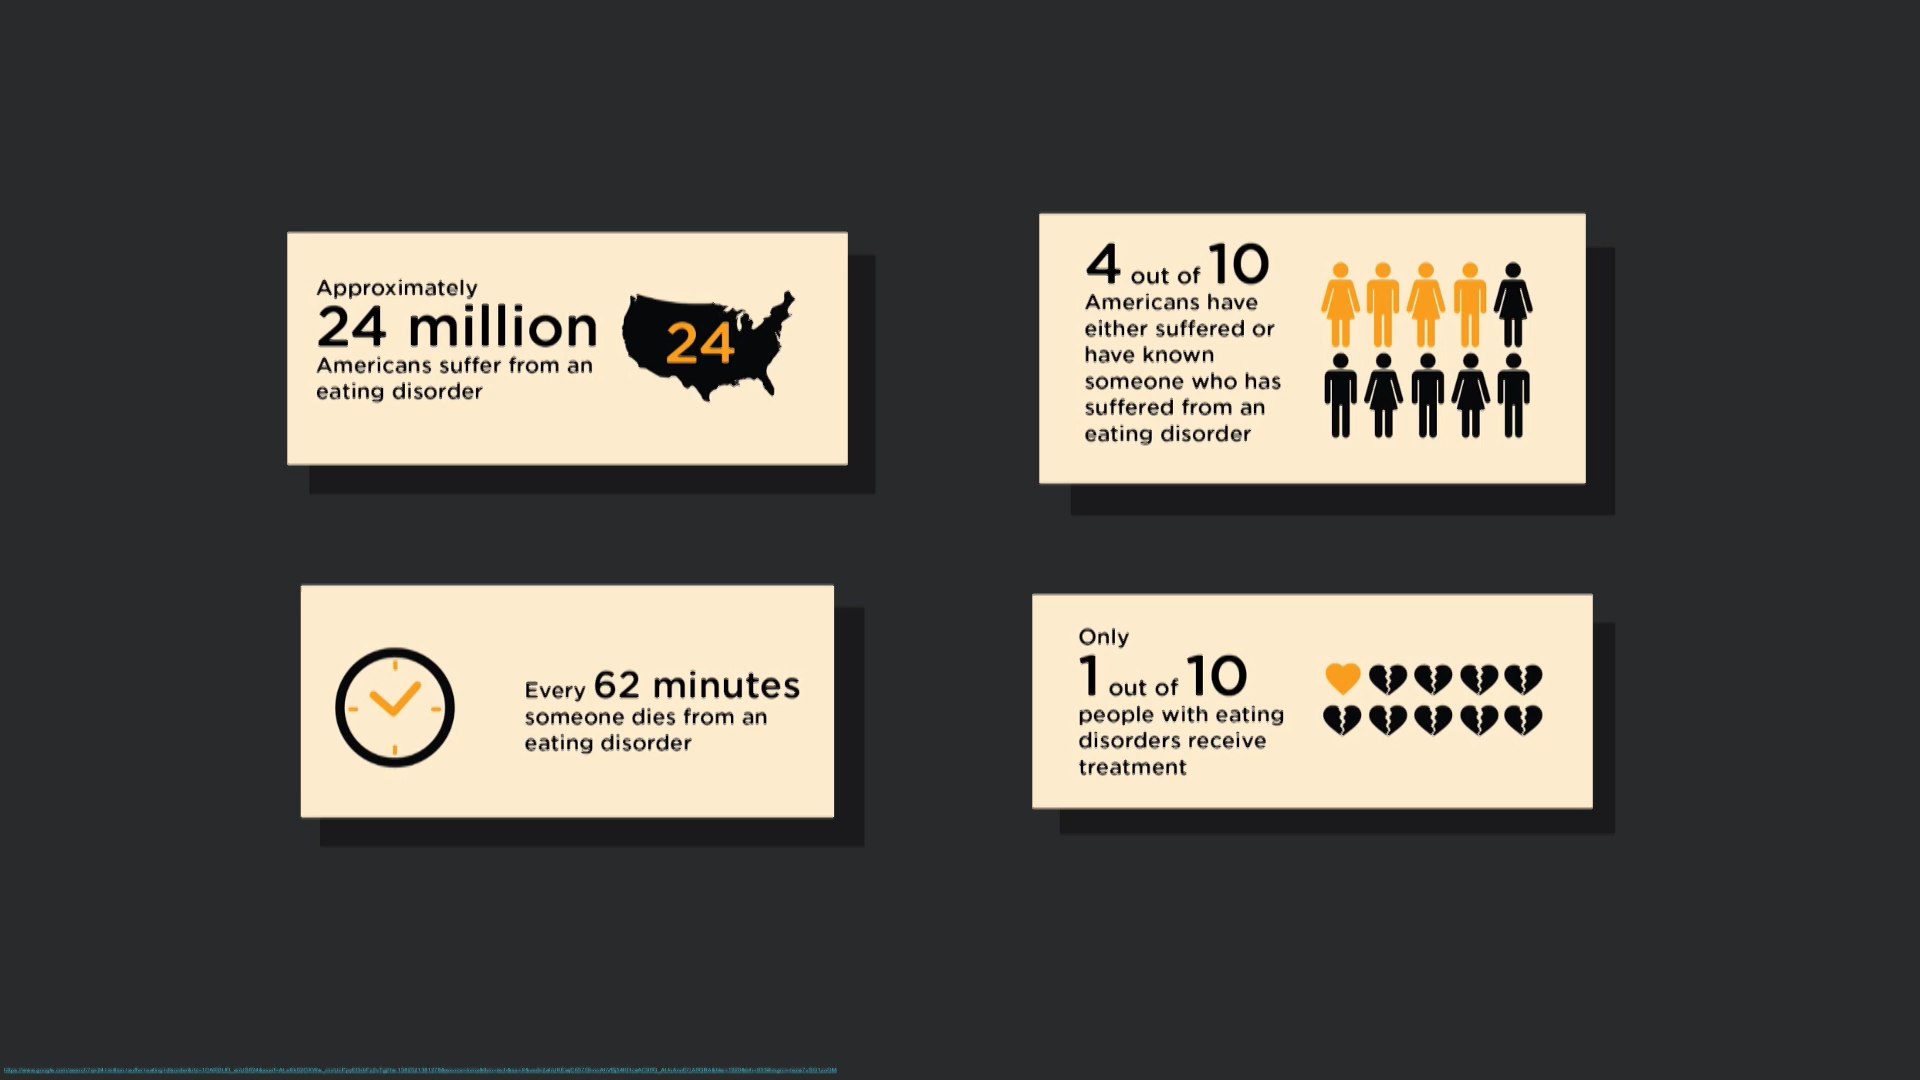 Approximately
24 million
Americans suffer from an
eating disorder
24
4 out of 10
Americans have
either suffered or
have known
someone who has
suffered from an
eating disorder
Every 62 minutes
someone dies from an
eating disorder
Only
1 out of 10
people with eating
disorders receive
treatment